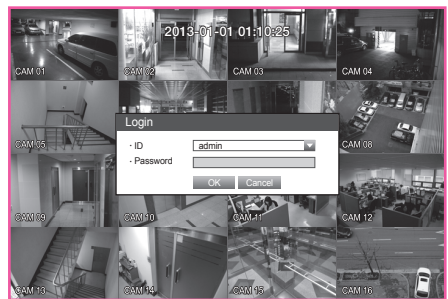 2013-01-01 01:10:25
CAM 01
CAM 02
CAM 03
CAM 04
Login
CAM 05
CAM 08
· ID
admin
· Password
OK
Cancel
CAM 09
CAM 10
CAM 11
CAM 12
CAM 13
CAM 14
CAM 15
CAM 16